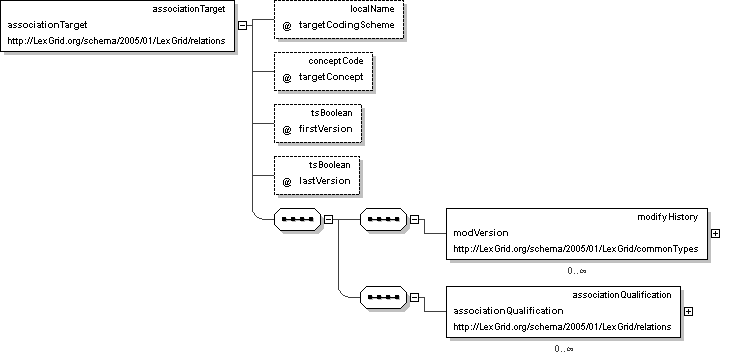 associationTarget
associationTarget
http://LexGrid.org/schema/2005/01/LexGrid/relations
localName
@ targetCodingScheme
conceptCode
@ targetConcept
tsBoolean
@ firstVersion
tsBoolean
@ lastVersion
modifyHistory
modVersion
http://LexGrid.org/schema/2005/01/LexGrid/commonTypes
0..∞
associationQualification
associationQualification
http://LexGrid.org/schema/2005/01/LexGrid/relations
0..∞